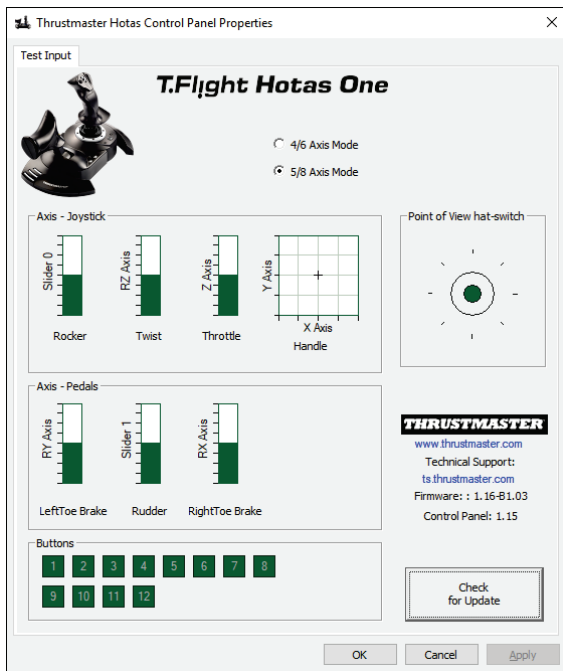 Thrustmaster Hotas Control Panel Properties
Test Input
T.Flight Hotas One
4/6 Axis Mode
5/8 Axis Mode
Axis - Joystick
Slider 0
RZ Axis
Z Axis
Y Axis
X Axis
Rocker
Twist
Throttle
Handle
Point of View hat-switch
Axis - Pedals
RY Axis
Slider 1
RX Axis
LeftToe Brake
Rudder
RightToe Brake
THRUSTMASTER
www.thrustmaster.com
Technical Support:
ts.thrustmaster.com
Firmware: : 1.16-B1.03
Control Panel: 1.15
Buttons
1 2 3 4 5 6 7 8
9 10 11 12
Check
for Update
OK Cancel Apply